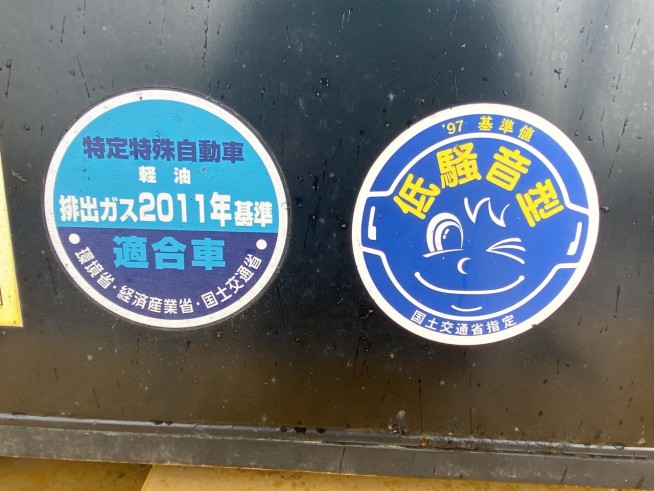 特定特殊自動車
軽油
排出ガス2011年基準
適合車
環境省・経済産業省・国土交通省
'97 基準値
低騒音型
国土交通省指定